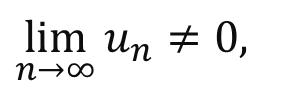 lim uₙ ≠ 0,
n→∞